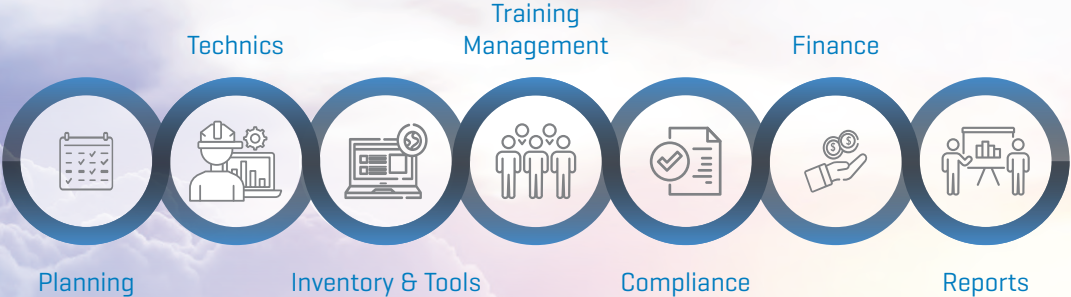 Training
Management
Technics
Finance
Planning
Inventory & Tools
Compliance
Reports